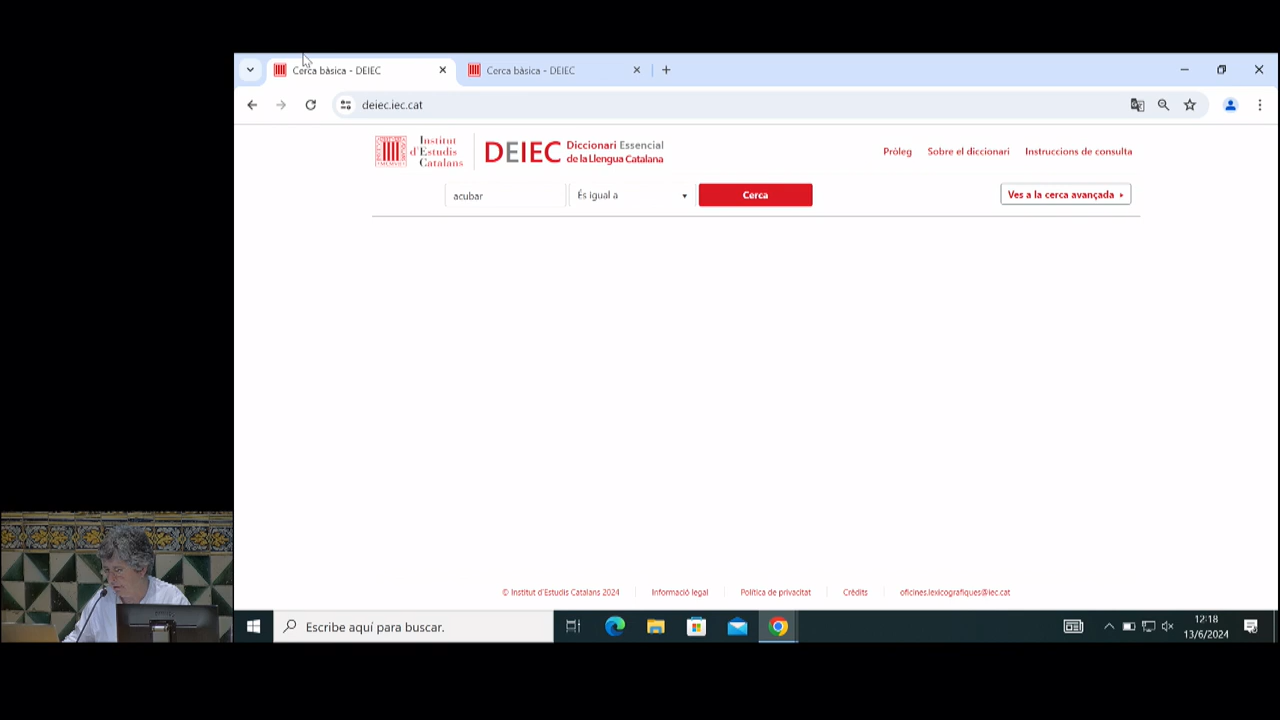 Cerca bàsica - DEIEC
Cerca bàsica - DEIEC
deiec.iec.cat
Institut d'Estudis Catalans
DEIEC Diccionari Essencial de la Llengua Catalana
Pròleg Sobre el diccionari Instruccions de consulta
acubar És igual a Cerca Ves a la cerca avançada
© Institut d'Estudis Catalans 2024 Informació legal Política de privacitat Crèdits oficines.lexicografiques@iec.cat
Escribe aquí para buscar.
12:18
13/6/2024